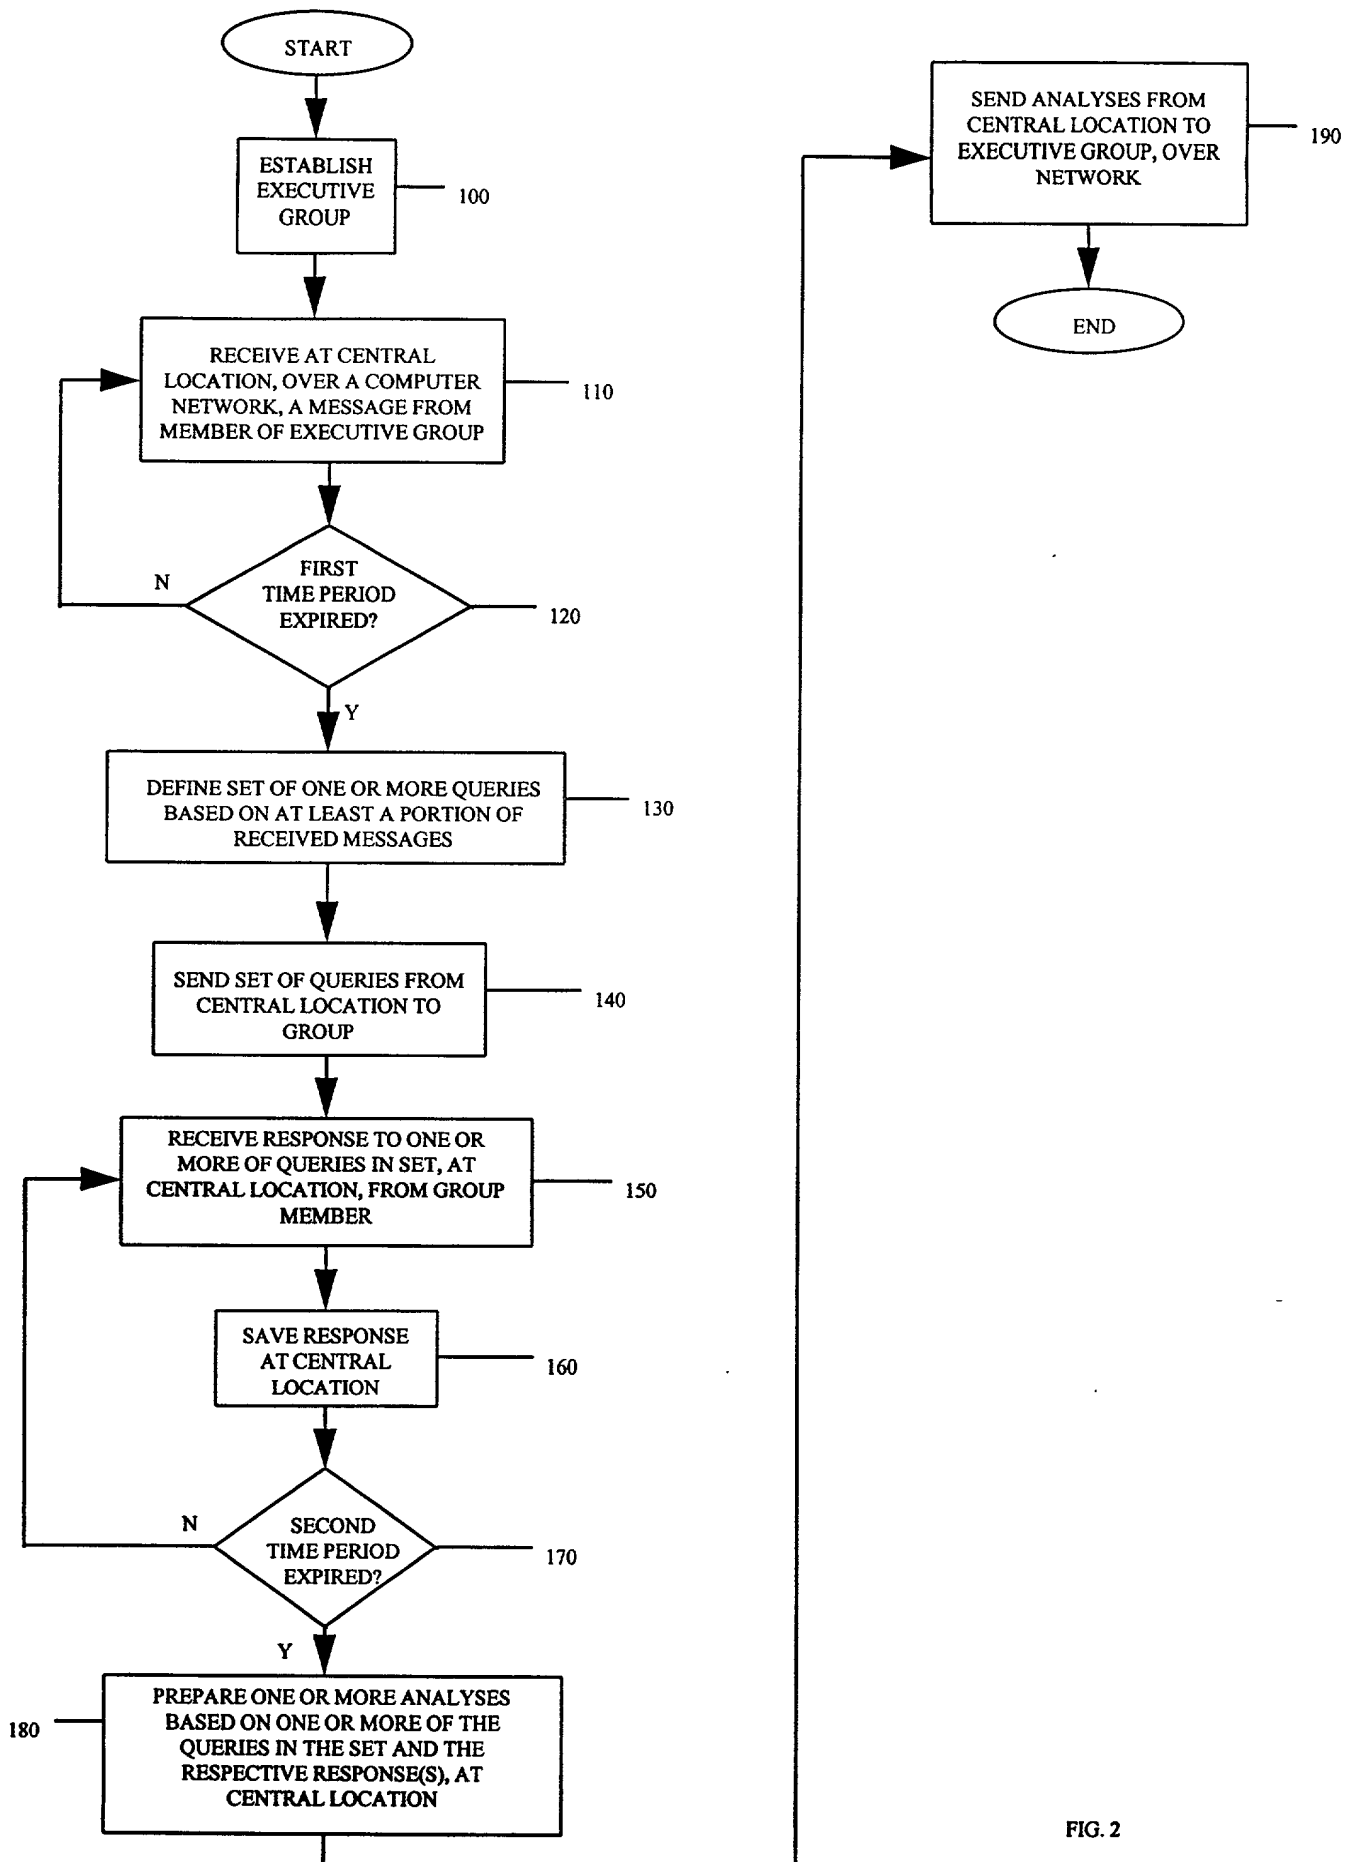 START
ESTABLISH
EXECUTIVE
GROUP
100
RECEIVE AT CENTRAL
LOCATION, OVER A COMPUTER
NETWORK, A MESSAGE FROM
MEMBER OF EXECUTIVE GROUP
110
FIRST
TIME PERIOD
EXPIRED?
N
120
Y
DEFINE SET OF ONE OR MORE QUERIES
BASED ON AT LEAST A PORTION OF
RECEIVED MESSAGES
130
SEND SET OF QUERIES FROM
CENTRAL LOCATION TO
GROUP
140
RECEIVE RESPONSE TO ONE OR
MORE OF QUERIES IN SET, AT
CENTRAL LOCATION, FROM GROUP
MEMBER
150
SAVE RESPONSE
AT CENTRAL
LOCATION
160
N
SECOND
TIME PERIOD
EXPIRED?
170
Y
PREPARE ONE OR MORE ANALYSES
BASED ON ONE OR MORE OF THE
QUERIES IN THE SET AND THE
RESPECTIVE RESPONSE(S), AT
CENTRAL LOCATION
180
SEND ANALYSES FROM
CENTRAL LOCATION TO
EXECUTIVE GROUP, OVER
NETWORK
190
END
FIG. 2